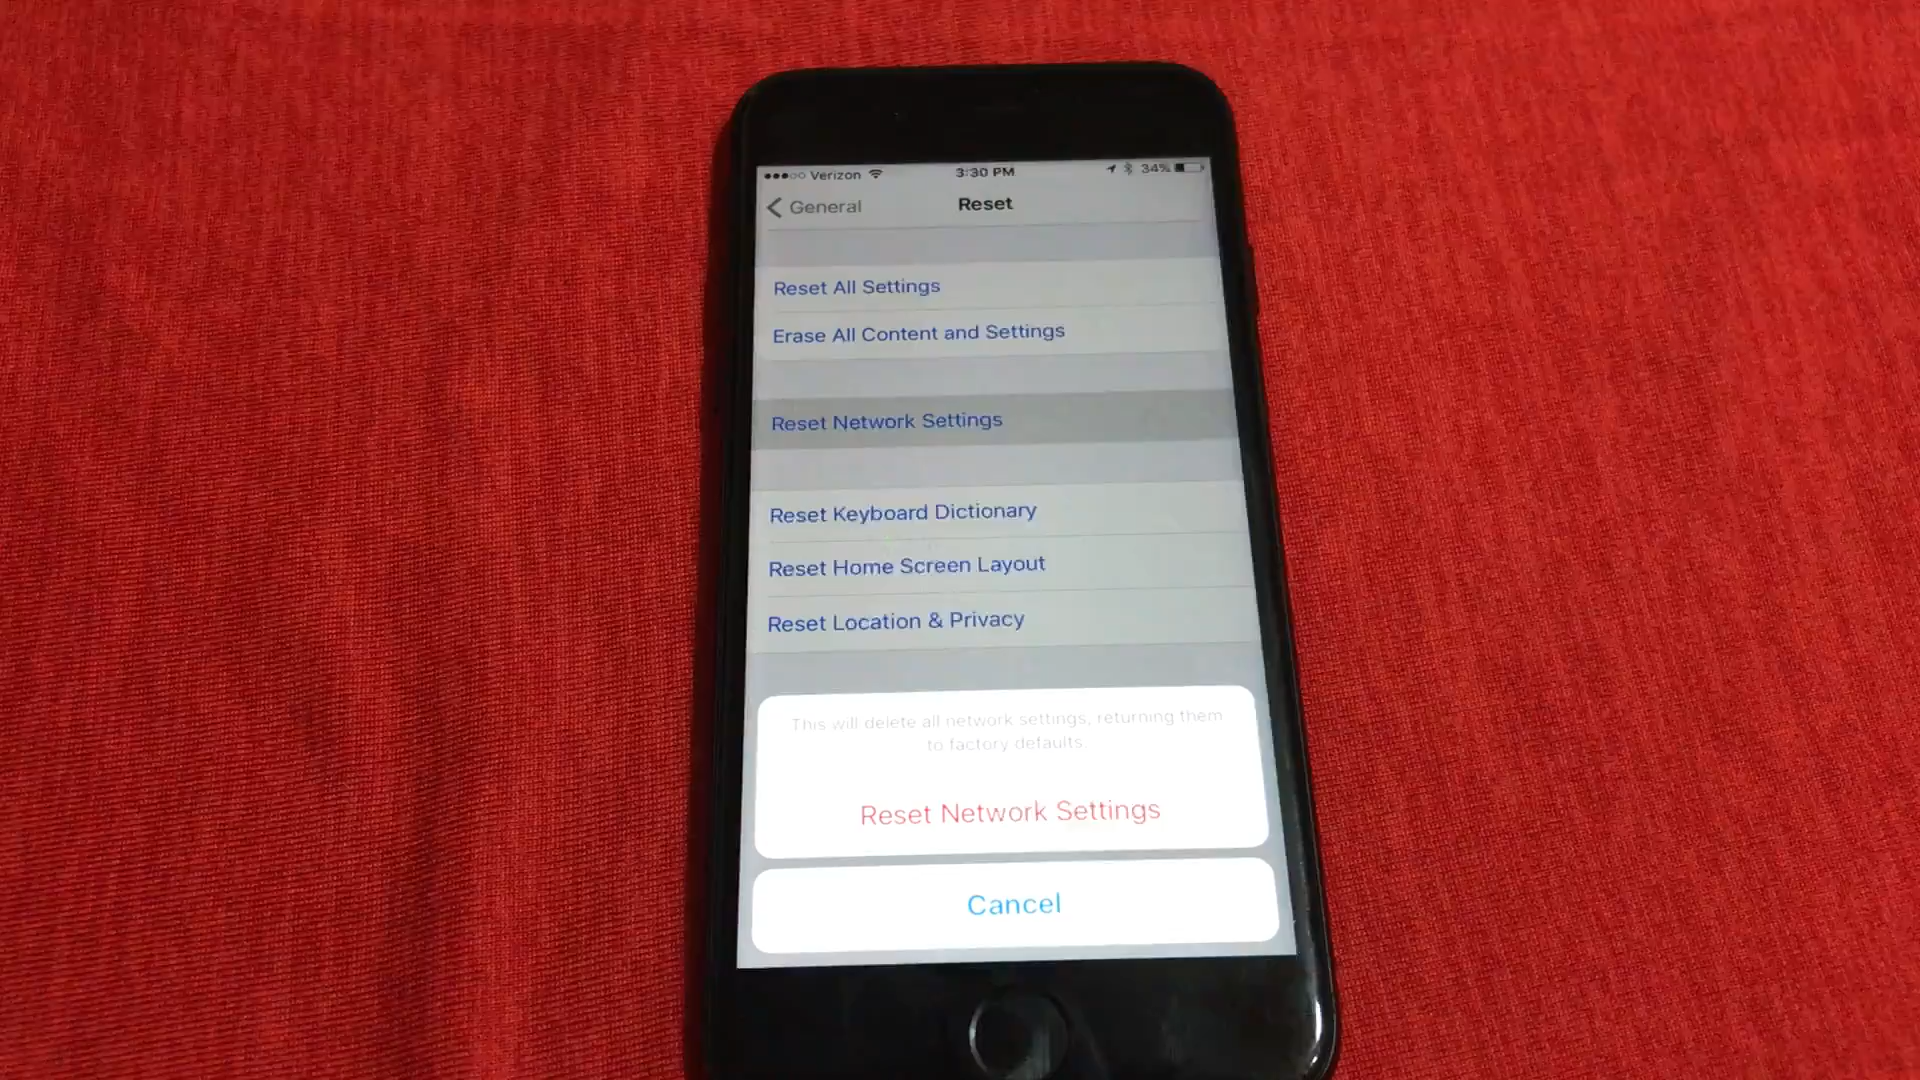 Verizon 3:30 PM 34%
General Reset
Reset All Settings
Erase All Content and Settings
Reset Network Settings
Reset Keyboard Dictionary
Reset Home Screen Layout
Reset Location & Privacy
This will delete all network settings, returning them
to factory defaults.
Reset Network Settings
Cancel